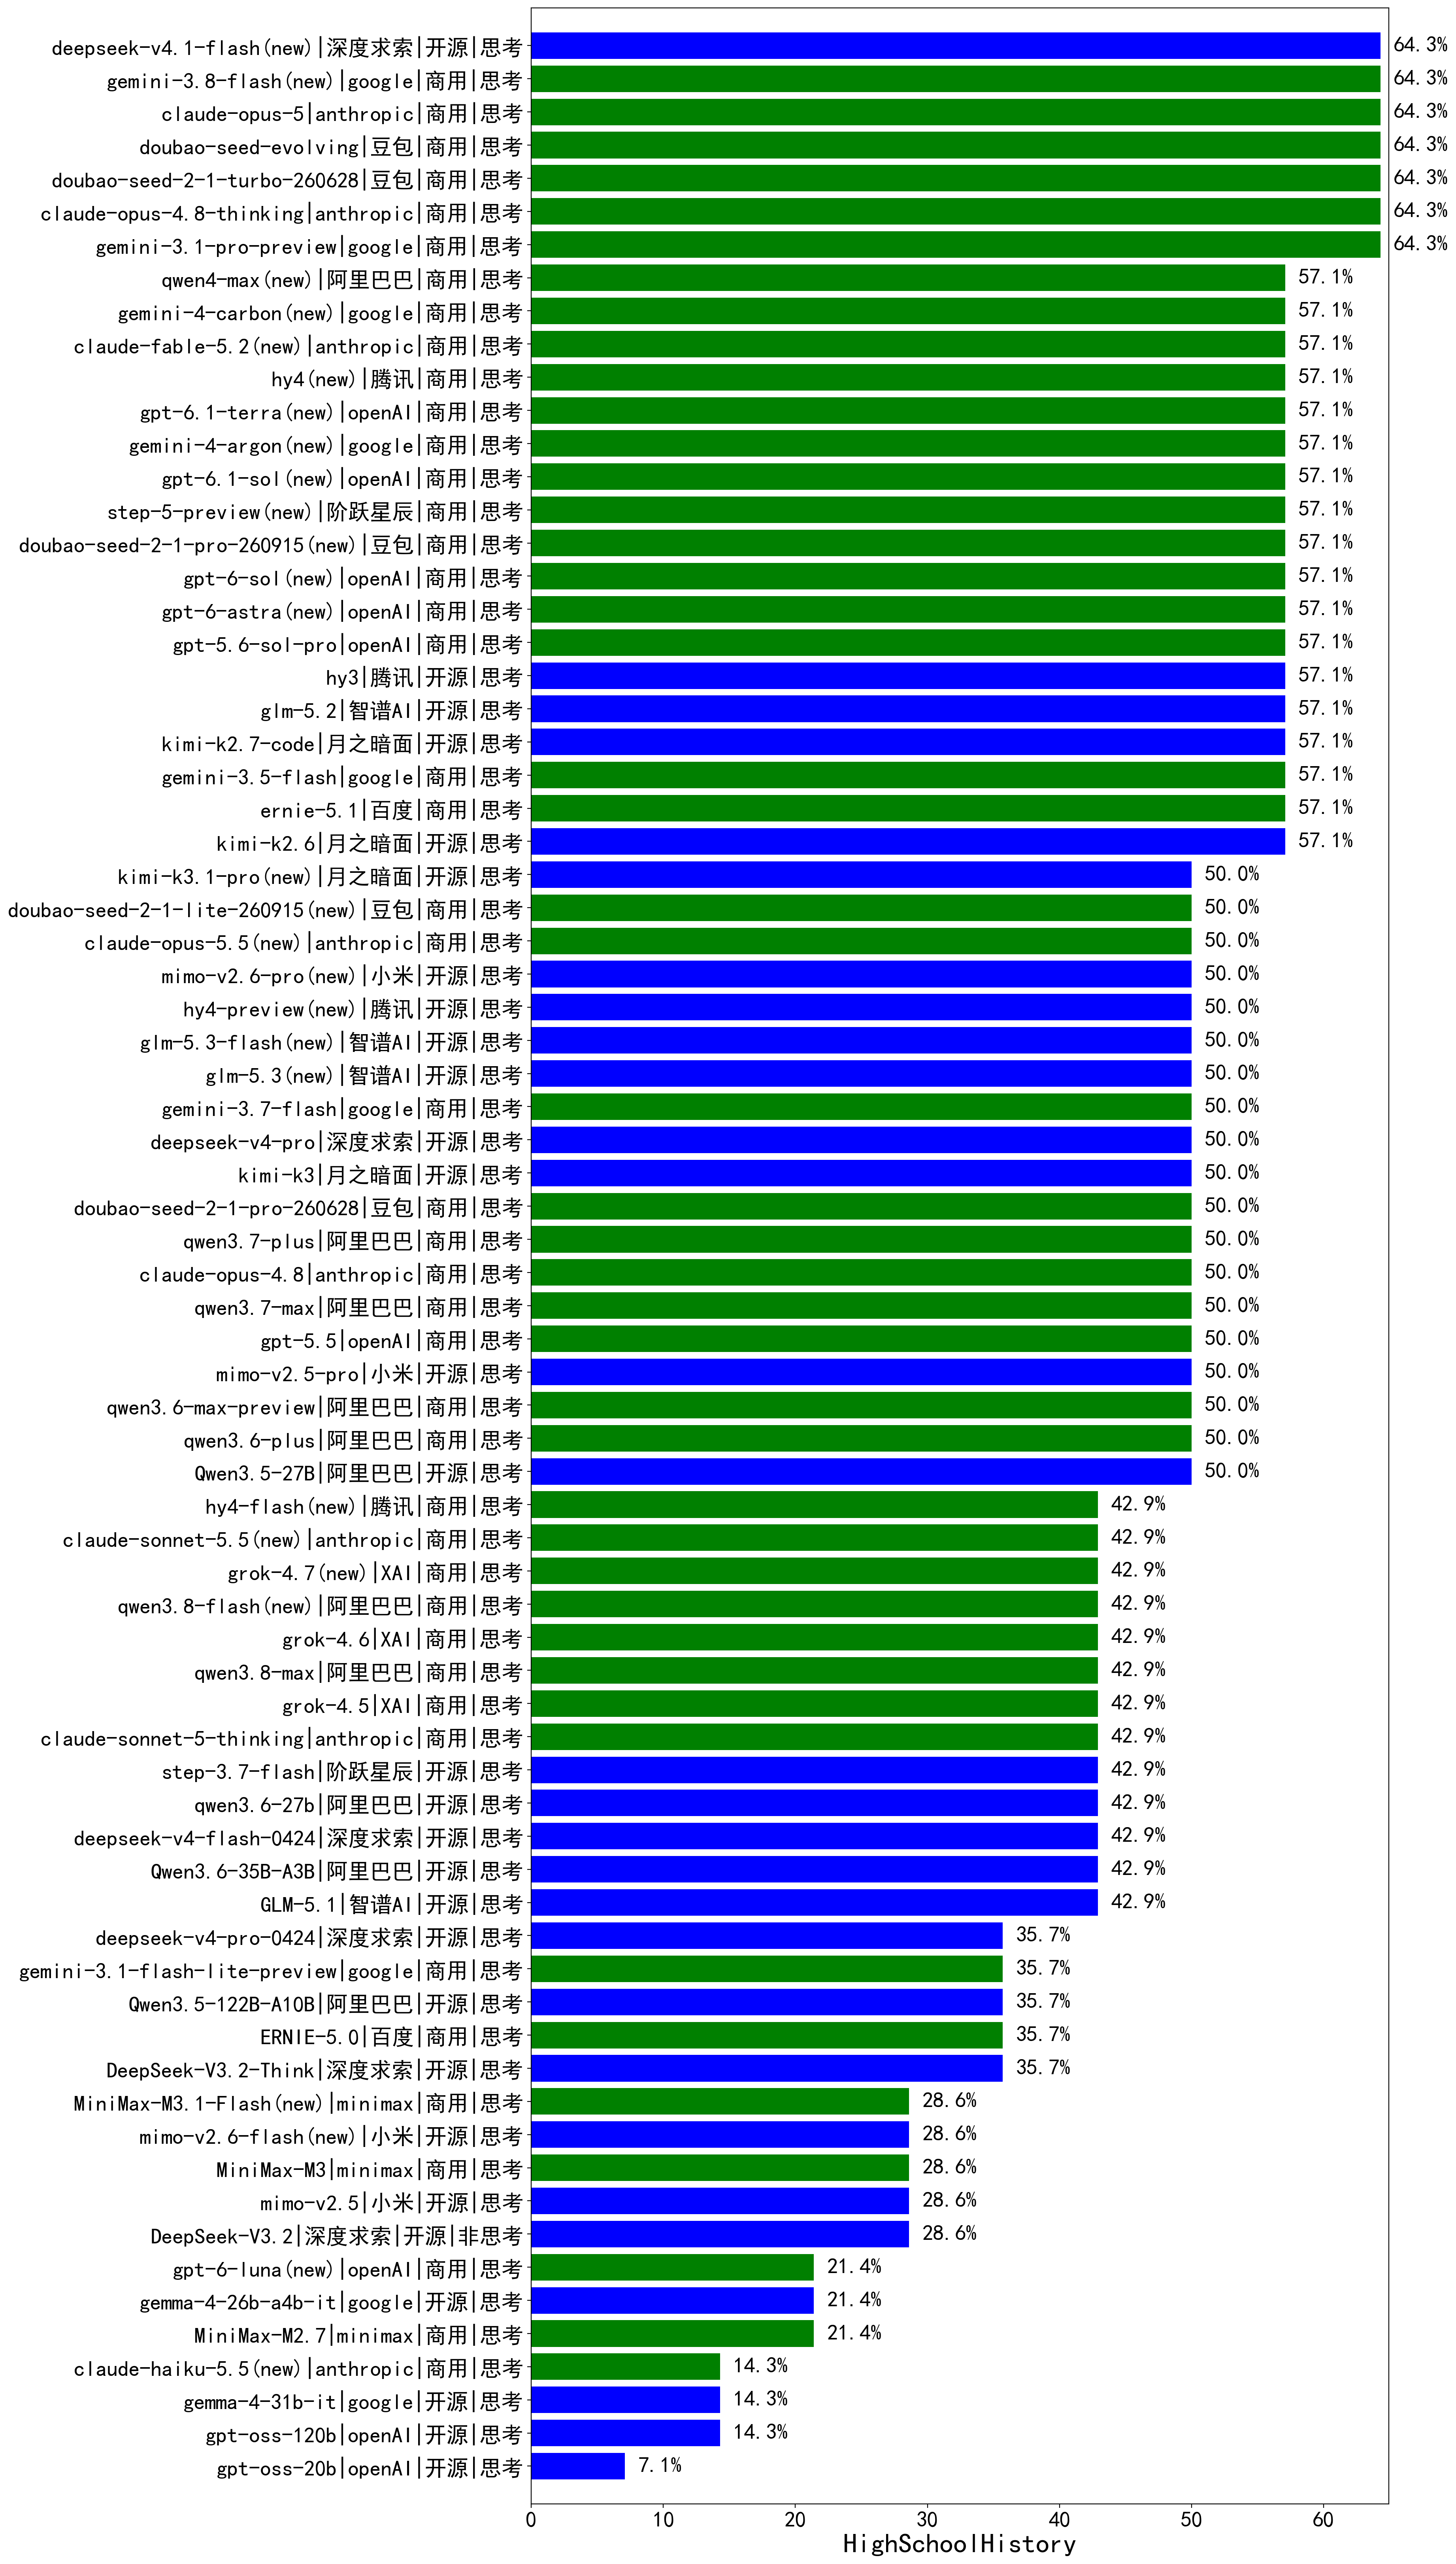 deepseek-v4.1-flash(new)|深度求索|开源|思考 64.3%
gemini-3.8-flash(new)|google|商用|思考 64.3%
claude-opus-5|anthropic|商用|思考 64.3%
doubao-seed-evolving|豆包|商用|思考 64.3%
doubao-seed-2-1-turbo-260628|豆包|商用|思考 64.3%
claude-opus-4.8-thinking|anthropic|商用|思考 64.3%
gemini-3.1-pro-preview|google|商用|思考 64.3%
qwen4-max(new)|阿里巴巴|商用|思考 57.1%
gemini-4-carbon(new)|google|商用|思考 57.1%
claude-fable-5.2(new)|anthropic|商用|思考 57.1%
hy4(new)|腾讯|商用|思考 57.1%
gpt-6.1-terra(new)|openAI|商用|思考 57.1%
gemini-4-argon(new)|google|商用|思考 57.1%
gpt-6.1-sol(new)|openAI|商用|思考 57.1%
step-5-preview(new)|阶跃星辰|商用|思考 57.1%
doubao-seed-2-1-pro-260915(new)|豆包|商用|思考 57.1%
gpt-6-sol(new)|openAI|商用|思考 57.1%
gpt-6-astra(new)|openAI|商用|思考 57.1%
gpt-5.6-sol-pro|openAI|商用|思考 57.1%
hy3|腾讯|开源|思考 57.1%
glm-5.2|智谱AI|开源|思考 57.1%
kimi-k2.7-code|月之暗面|开源|思考 57.1%
gemini-3.5-flash|google|商用|思考 57.1%
ernie-5.1|百度|商用|思考 57.1%
kimi-k2.6|月之暗面|开源|思考 57.1%
kimi-k3.1-pro(new)|月之暗面|开源|思考 50.0%
doubao-seed-2-1-lite-260915(new)|豆包|商用|思考 50.0%
claude-opus-5.5(new)|anthropic|商用|思考 50.0%
mimo-v2.6-pro(new)|小米|开源|思考 50.0%
hy4-preview(new)|腾讯|开源|思考 50.0%
glm-5.3-flash(new)|智谱AI|开源|思考 50.0%
glm-5.3(new)|智谱AI|开源|思考 50.0%
gemini-3.7-flash|google|商用|思考 50.0%
deepseek-v4-pro|深度求索|开源|思考 50.0%
kimi-k3|月之暗面|开源|思考 50.0%
doubao-seed-2-1-pro-260628|豆包|商用|思考 50.0%
qwen3.7-plus|阿里巴巴|商用|思考 50.0%
claude-opus-4.8|anthropic|商用|思考 50.0%
qwen3.7-max|阿里巴巴|商用|思考 50.0%
gpt-5.5|openAI|商用|思考 50.0%
mimo-v2.5-pro|小米|开源|思考 50.0%
qwen3.6-max-preview|阿里巴巴|商用|思考 50.0%
qwen3.6-plus|阿里巴巴|商用|思考 50.0%
Qwen3.5-27B|阿里巴巴|开源|思考 50.0%
hy4-flash(new)|腾讯|商用|思考 42.9%
claude-sonnet-5.5(new)|anthropic|商用|思考 42.9%
grok-4.7(new)|XAI|商用|思考 42.9%
qwen3.8-flash(new)|阿里巴巴|商用|思考 42.9%
grok-4.6|XAI|商用|思考 42.9%
qwen3.8-max|阿里巴巴|商用|思考 42.9%
grok-4.5|XAI|商用|思考 42.9%
claude-sonnet-5-thinking|anthropic|商用|思考 42.9%
step-3.7-flash|阶跃星辰|开源|思考 42.9%
qwen3.6-27b|阿里巴巴|开源|思考 42.9%
deepseek-v4-flash-0424|深度求索|开源|思考 42.9%
Qwen3.6-35B-A3B|阿里巴巴|开源|思考 42.9%
GLM-5.1|智谱AI|开源|思考 42.9%
deepseek-v4-pro-0424|深度求索|开源|思考 35.7%
gemini-3.1-flash-lite-preview|google|商用|思考 35.7%
Qwen3.5-122B-A10B|阿里巴巴|开源|思考 35.7%
ERNIE-5.0|百度|商用|思考 35.7%
DeepSeek-V3.2-Think|深度求索|开源|思考 35.7%
MiniMax-M3.1-Flash(new)|minimax|商用|思考 28.6%
mimo-v2.6-flash(new)|小米|开源|思考 28.6%
MiniMax-M3|minimax|商用|思考 28.6%
mimo-v2.5|小米|开源|思考 28.6%
DeepSeek-V3.2|深度求索|开源|非思考 28.6%
gpt-6-luna(new)|openAI|商用|思考 21.4%
gemma-4-26b-a4b-it|google|开源|思考 21.4%
MiniMax-M2.7|minimax|商用|思考 21.4%
claude-haiku-5.5(new)|anthropic|商用|思考 14.3%
gemma-4-31b-it|google|开源|思考 14.3%
gpt-oss-120b|openAI|开源|思考 14.3%
gpt-oss-20b|openAI|开源|思考 7.1%
0 10 20 30 40 50 60
HighSchoolHistory